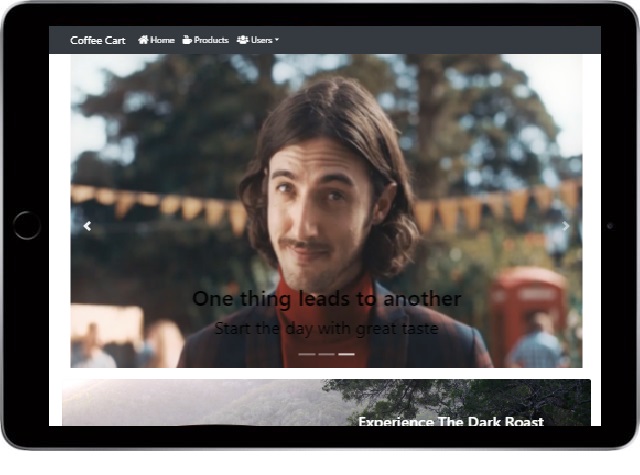 Coffee Cart Home Products Users
One thing leads to another
Start the day with great taste
Experience The Dark Roast